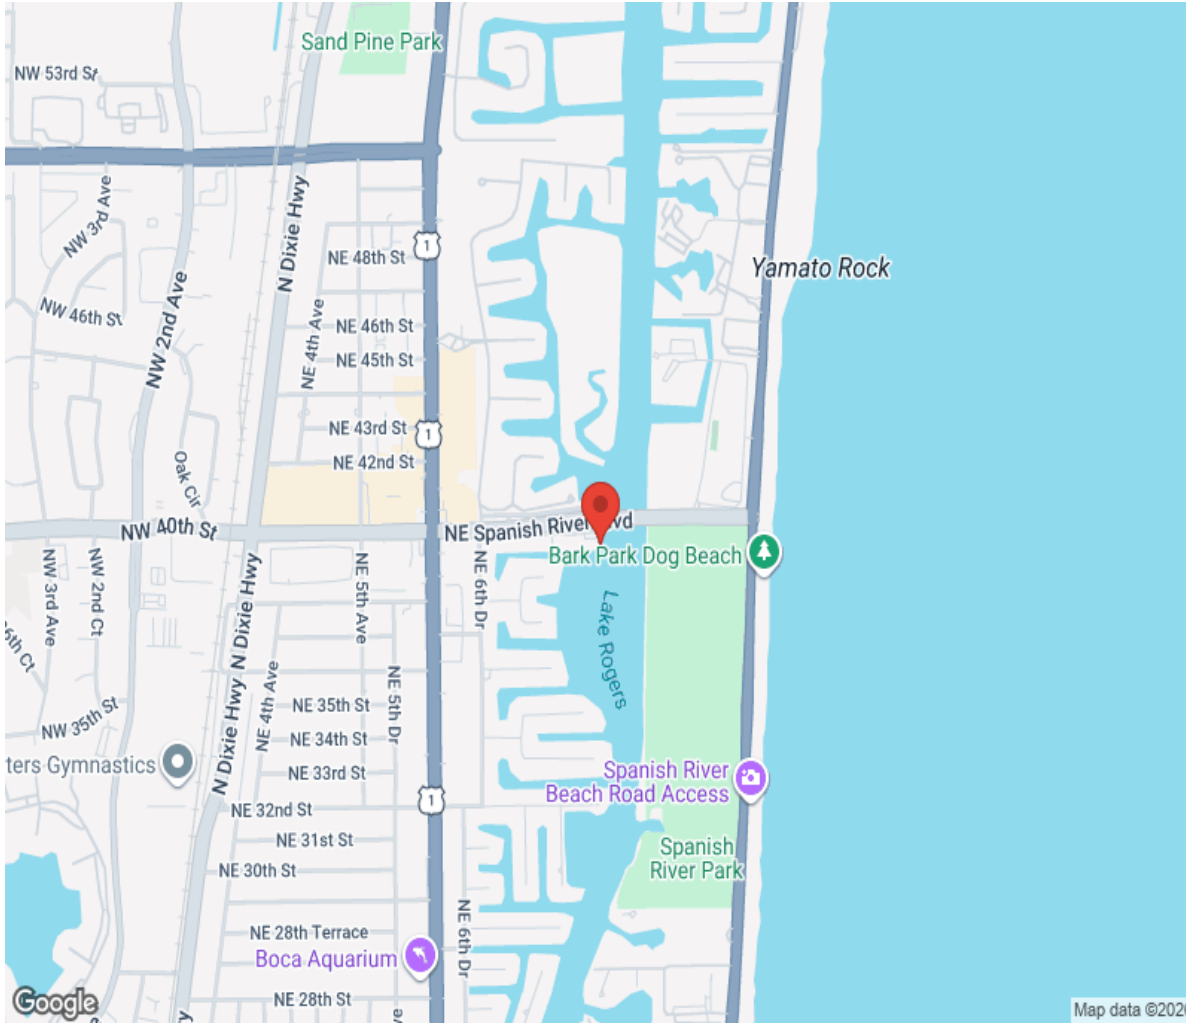 Sand Pine Park
NW 53rd St
NW 3rd Ave
N Dixie Hwy
1
NE 48th St
Yamato Rock
NW 2nd Ave
NW 46th St
NE 4th Ave
NE 46th St
NE 45th St
NE 43rd St
1
NE 42nd St
Oak Cir
NW 40th St
NE Spanish River Blvd
Bark Park Dog Beach
NW 3rd Ave
NW 2nd Ct
NE 5th Ave
NE 6th Dr
N Dixie Hwy
N Dixie Hwy
Lake Rogers
NE 4th Ave
NE 5th Dr
NW 35th St
NE 35th St
NE 34th St
NE 33rd St
ters Gymnastics
Spanish River
Beach Road Access
1
NE 32nd St
NE 31st St
NE 30th St
Spanish
River Park
NE 28th Terrace
Boca Aquarium
NE 6th Dr
NE 28th St
Google
Map data ©202